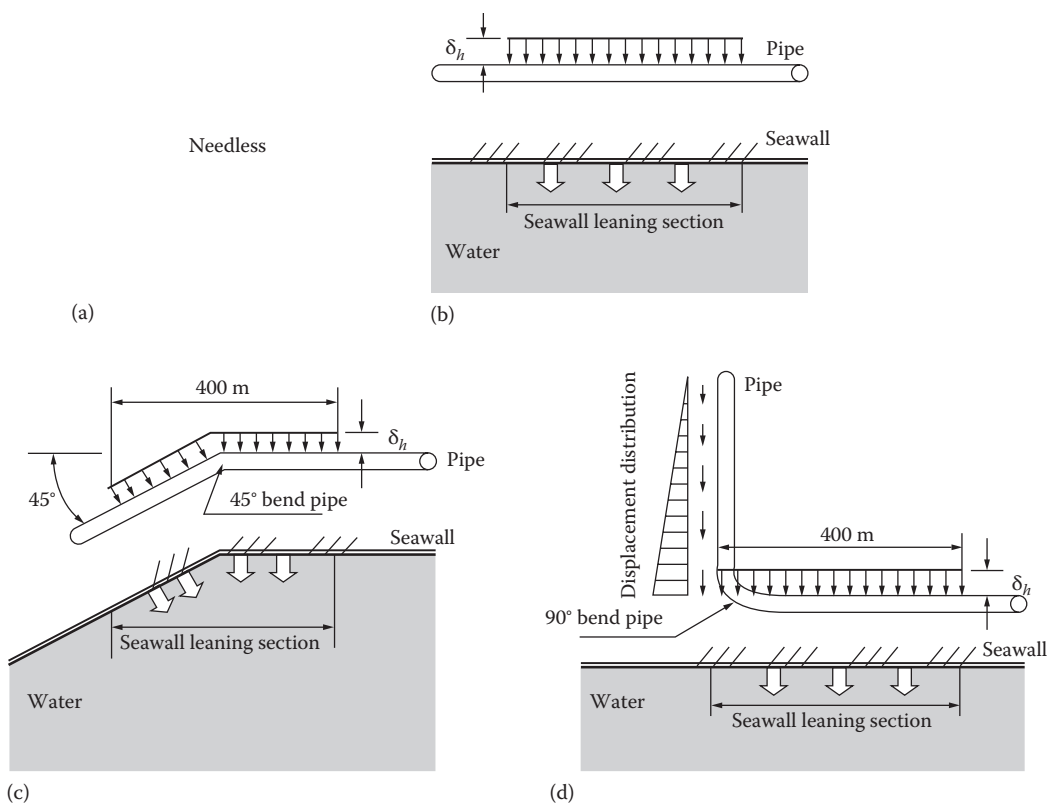 Needless
(a)
δh
Pipe
Seawall
Seawall leaning section
Water
(b)
400 m
δh
Pipe
45°
45° bend pipe
Seawall
Seawall leaning section
Water
(c)
Displacement distribution
Pipe
400 m
δh
90° bend pipe
Seawall
Water
Seawall leaning section
(d)